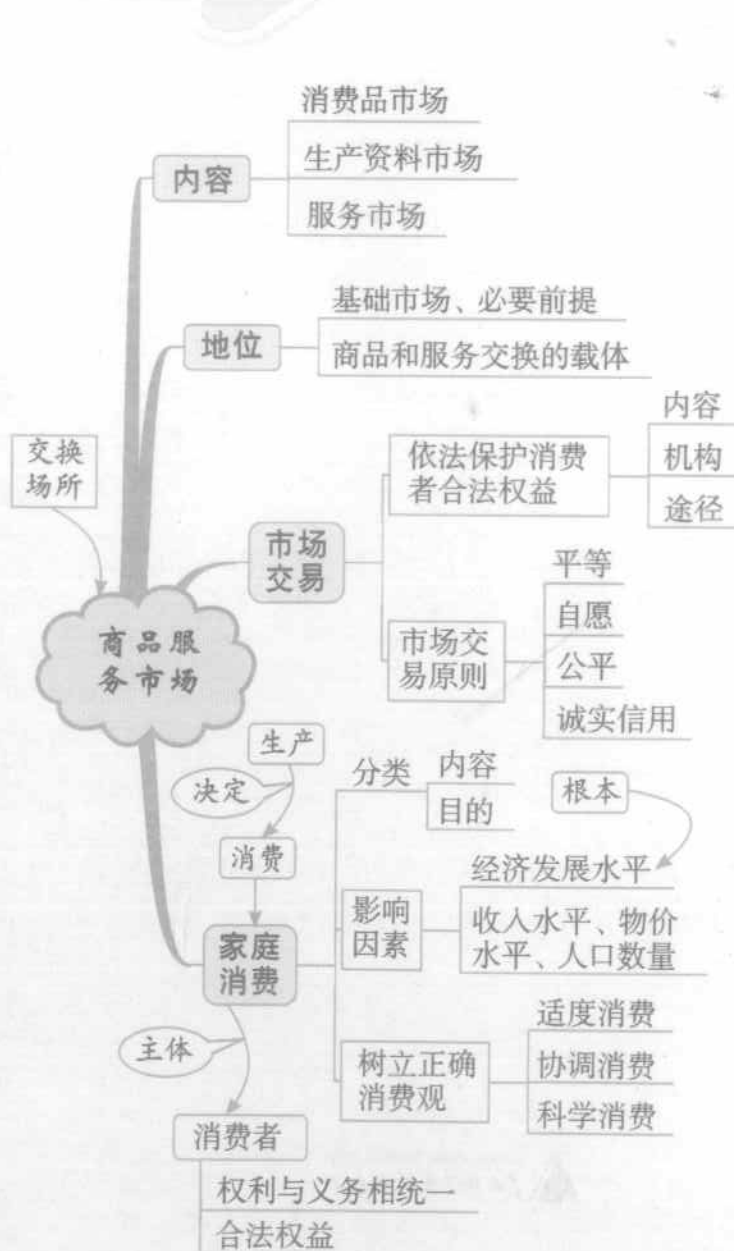 消费品市场
生产资料市场
服务市场
内容
基础市场、必要前提
商品和服务交换的载体
地位
交换
场所
内容
机构
途径
依法保护消费
者合法权益
市场
交易
平等
自愿
公平
诚实信用
市场交
易原则
商品服
务市场
生产
决定
消费
分类
内容
目的
根本
经济发展水平
收入水平、物价
水平、人口数量
影响
因素
家庭
消费
主体
适度消费
协调消费
科学消费
树立正确
消费观
消费者
权利与义务相统一
合法权益